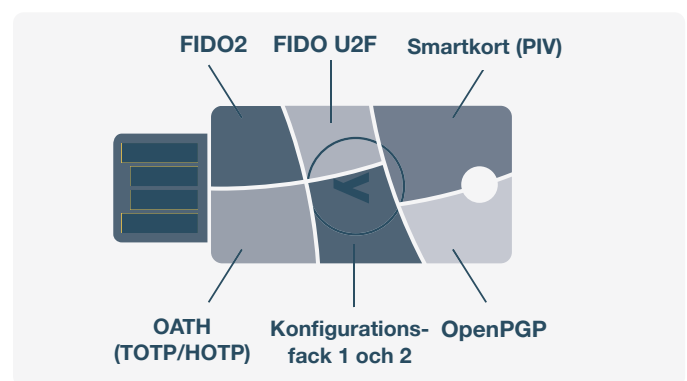 FIDO2 FIDO U2F Smartkort (PIV)
OATH
(TOTP/HOTP)
Konfigurations-
fack 1 och 2
OpenPGP